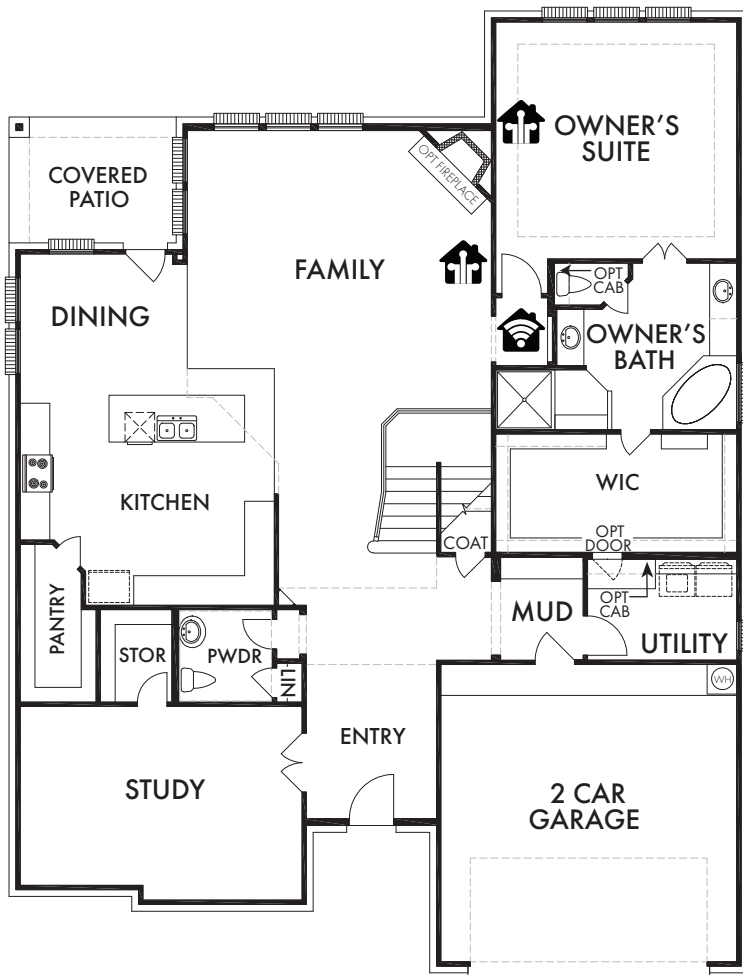 OWNER'S
SUITE
COVERED
PATIO
OPT FIREPLACE
FAMILY
OPT
CAB
DINING
OWNER'S
BATH
KITCHEN
WIC
COAT
OPT
DOOR
PANTRY
STOR
PWDR
LIN
MUD
OPT
CAB
UTILITY
WH
ENTRY
STUDY
2 CAR
GARAGE